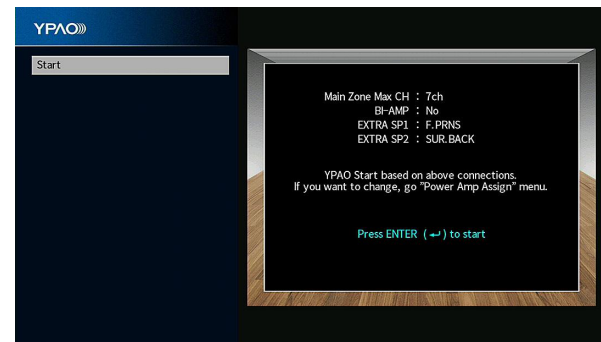 YPAO
Start
Main Zone Max CH : 7ch
BI-AMP : No
EXTRA SP1 : F.PRNS
EXTRA SP2 : SUR.BACK
YPAO Start based on above connections.
If you want to change, go "Power Amp Assign" menu.
Press ENTER (↵) to start